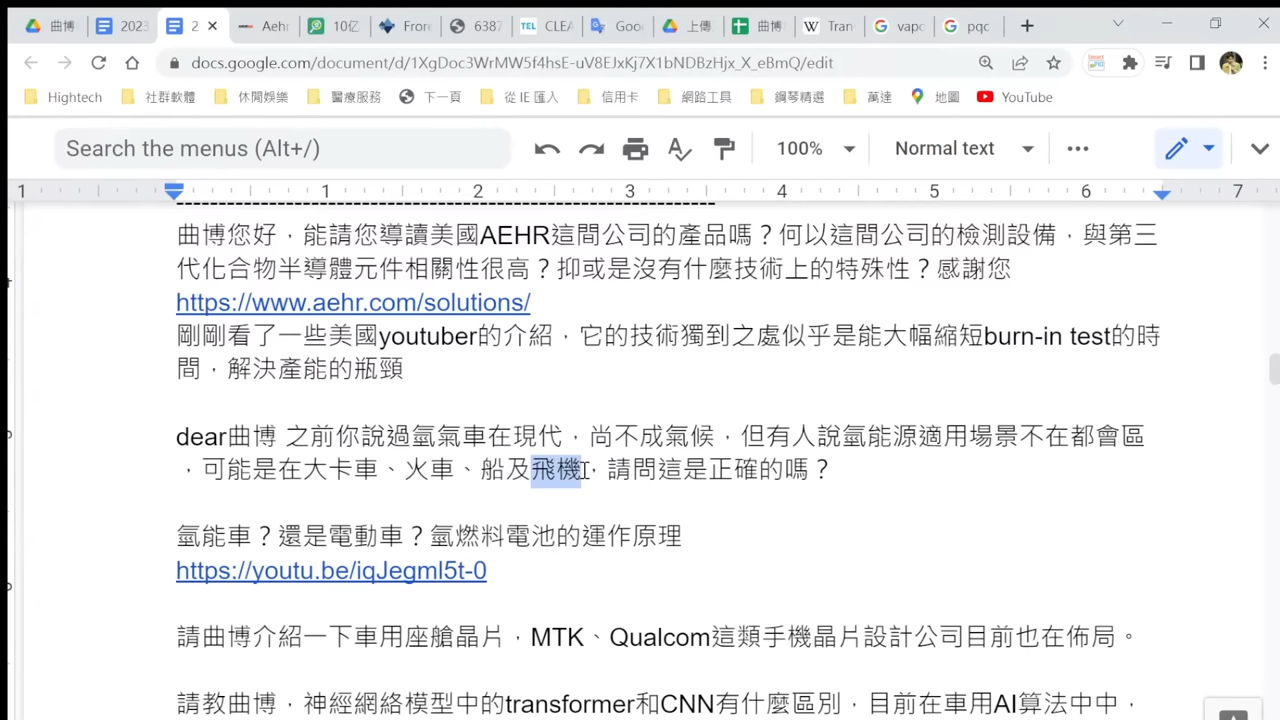 曲博
2023
2
Aehr
10亿
Frore
6387
TEL CLEA
Goo
上傳
曲博
Tran
vapc
pqc
docs.google.com/document/d/1XgDoc3WrMW5f4hsE-uV8EJxKj7X1bNDBzHjx_X_eBmQ/edit
Hightech 社群軟體 休閒娛樂 醫療服務 下一頁 從 IE 匯入 信用卡 網路工具 鋼琴精選 萬達 地圖 YouTube
Search the menus (Alt+/) 100% Normal text
1 1 2 3 4 5 6 7
曲博您好，能請您導讀美國AEHR這間公司的產品嗎？何以這間公司的檢測設備，與第三
代化合物半導體元件相關性很高？抑或是沒有什麼技術上的特殊性？感謝您
https://www.aehr.com/solutions/
剛剛看了一些美國youtuber的介紹，它的技術獨到之處似乎是能大幅縮短burn-in test的時
間，解決產能的瓶頸
dear曲博 之前你說過氫氣車在現代，尚不成氣候，但有人說氫能源適用場景不在都會區
，可能是在大卡車、火車、船及飛機，請問這是正確的嗎？
氫能車？還是電動車？氫燃料電池的運作原理
https://youtu.be/iqJegml5t-0
請曲博介紹一下車用座艙晶片，MTK、Qualcom這類手機晶片設計公司目前也在佈局。
請教曲博，神經網絡模型中的transformer和CNN有什麼區別，目前在車用AI算法中中，